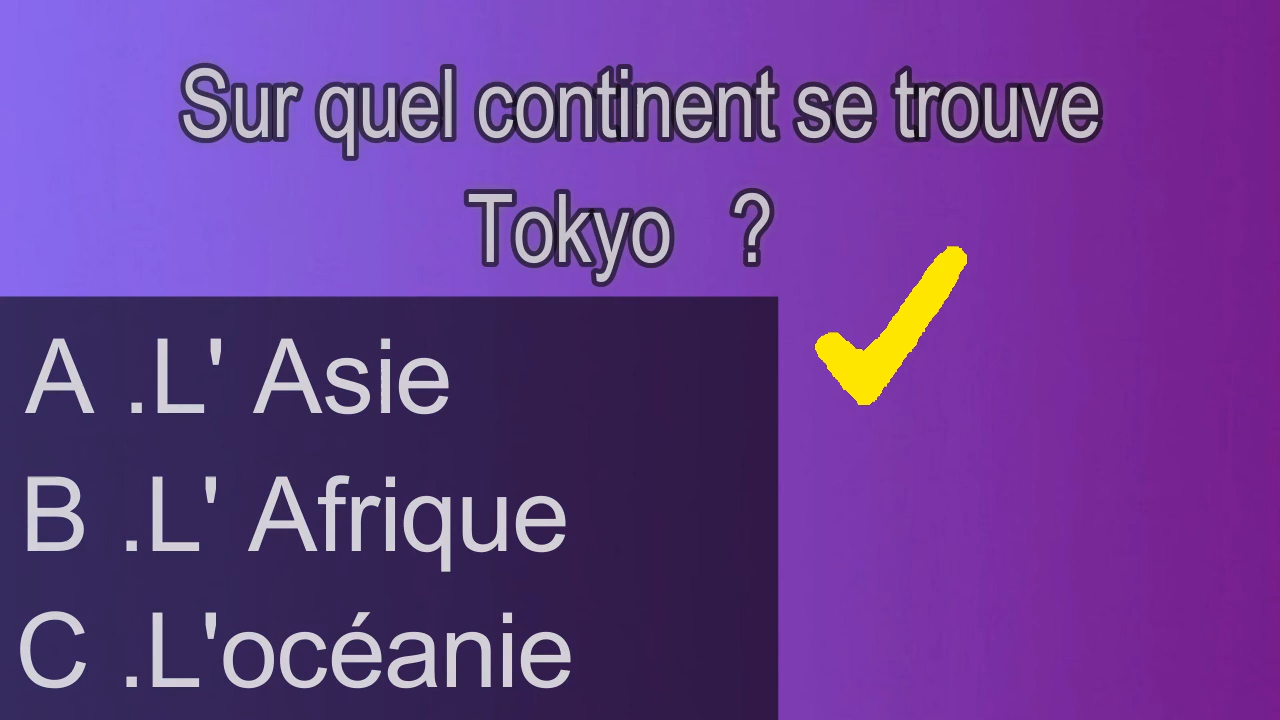 Sur quel continent se trouve
Tokyo ?
A .L' Asie
B .L' Afrique
C .L'océanie